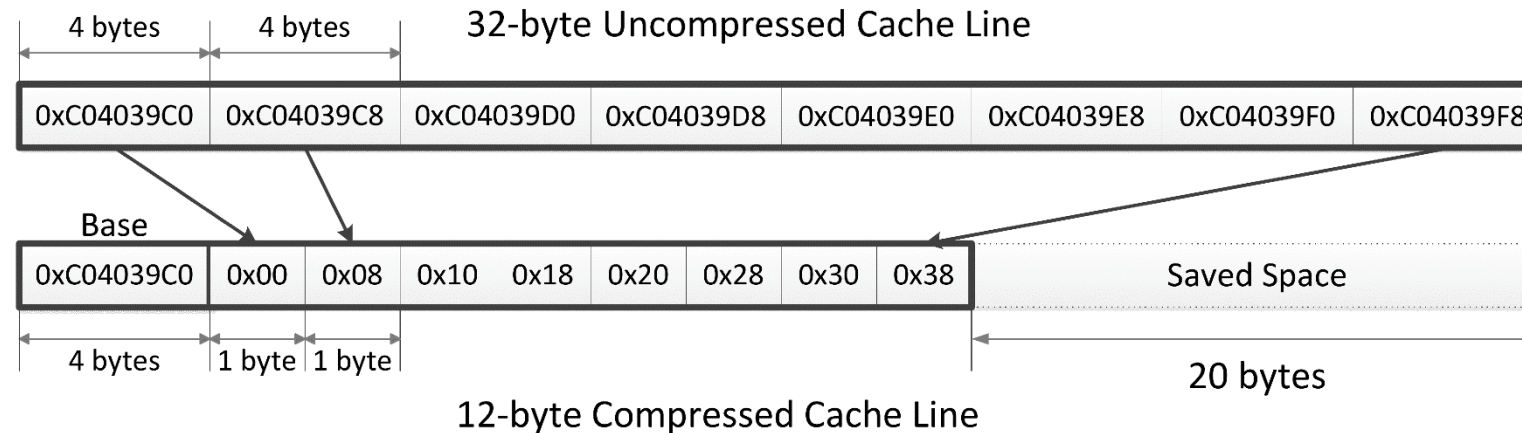 4 bytes 4 bytes 32-byte Uncompressed Cache Line
0xC04039C0 0xC04039C8 0xC04039D0 0xC04039D8 0xC04039E0 0xC04039E8 0xC04039F0 0xC04039F8
Base
0xC04039C0 0x00 0x08 0x10 0x18 0x20 0x28 0x30 0x38 Saved Space
4 bytes 1 byte 1 byte 20 bytes
12-byte Compressed Cache Line